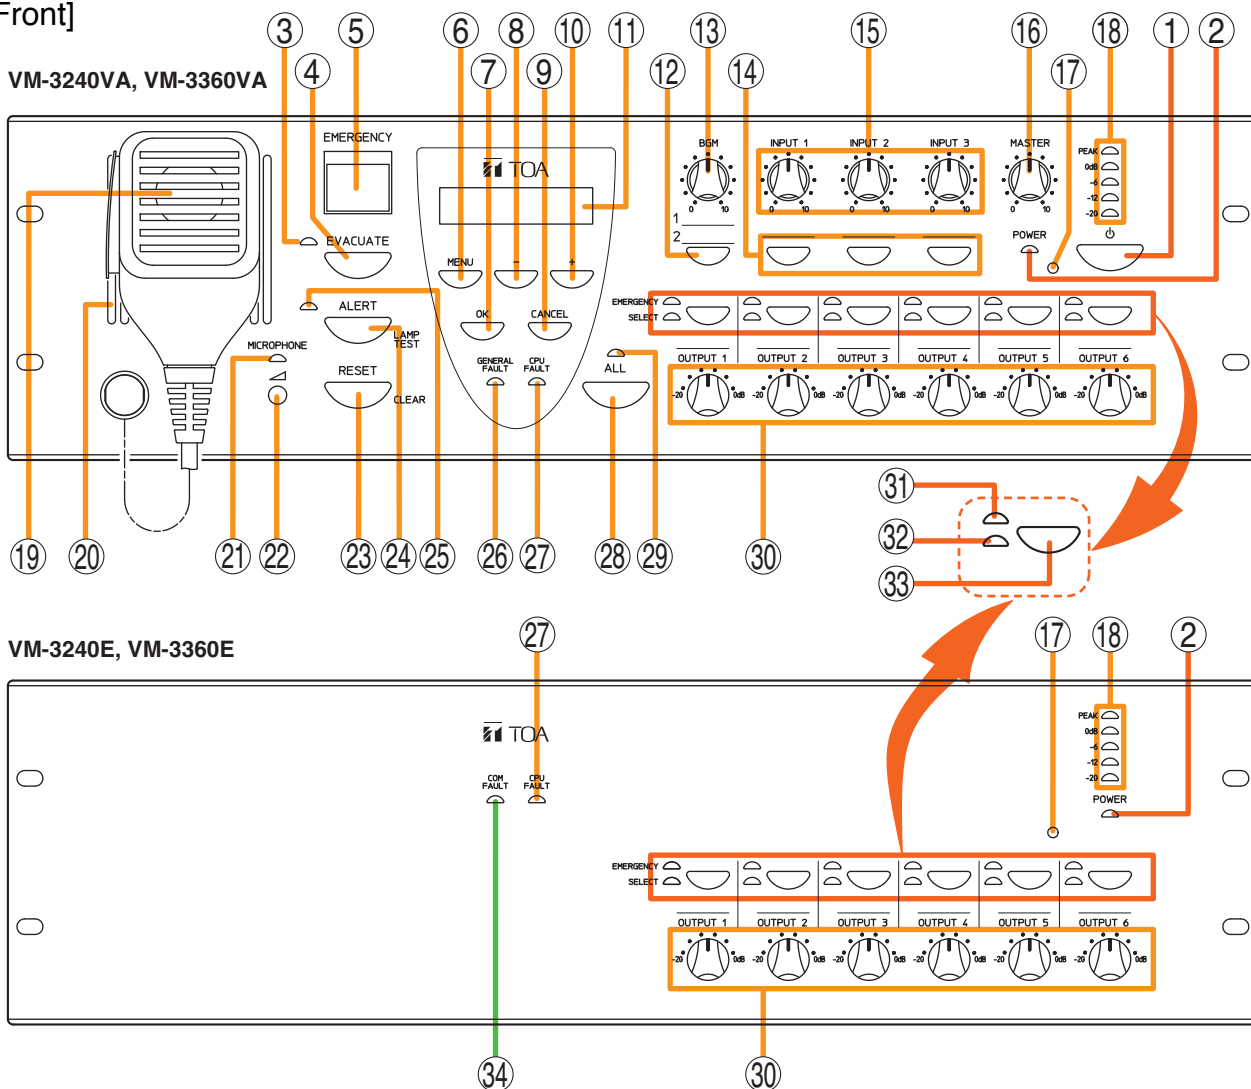 Front]
3 5 6 8 10 11 13 15 16 18 1 2
4 7 9 12 14 17
VM-3240VA, VM-3360VA
EMERGENCY
TOA
BGM
INPUT 1 INPUT 2 INPUT 3
MASTER
PEAK
0dB
-6
-12
-20
0 10 0 10 0 10 0 10 0 10
1
2
EVACUATE
MENU - +
POWER
ALERT
LAMP
TEST
OK CANCEL
EMERGENCY
SELECT
MICROPHONE
RESET
CLEAR
GENERAL
FAULT
CPU
FAULT
ALL
OUTPUT 1 OUTPUT 2 OUTPUT 3 OUTPUT 4 OUTPUT 5 OUTPUT 6
-20 0dB -20 0dB -20 0dB -20 0dB -20 0dB -20 0dB
31
32
33
19 20 21 22 23 24 25 26 27 28 29 30
VM-3240E, VM-3360E
27 17 18 2
TOA
PEAK
0dB
-6
-12
-20
COM
FAULT
CPU
FAULT
POWER
EMERGENCY
SELECT
OUTPUT 1 OUTPUT 2 OUTPUT 3 OUTPUT 4 OUTPUT 5 OUTPUT 6
-20 0dB -20 0dB -20 0dB -20 0dB -20 0dB -20 0dB
34 30